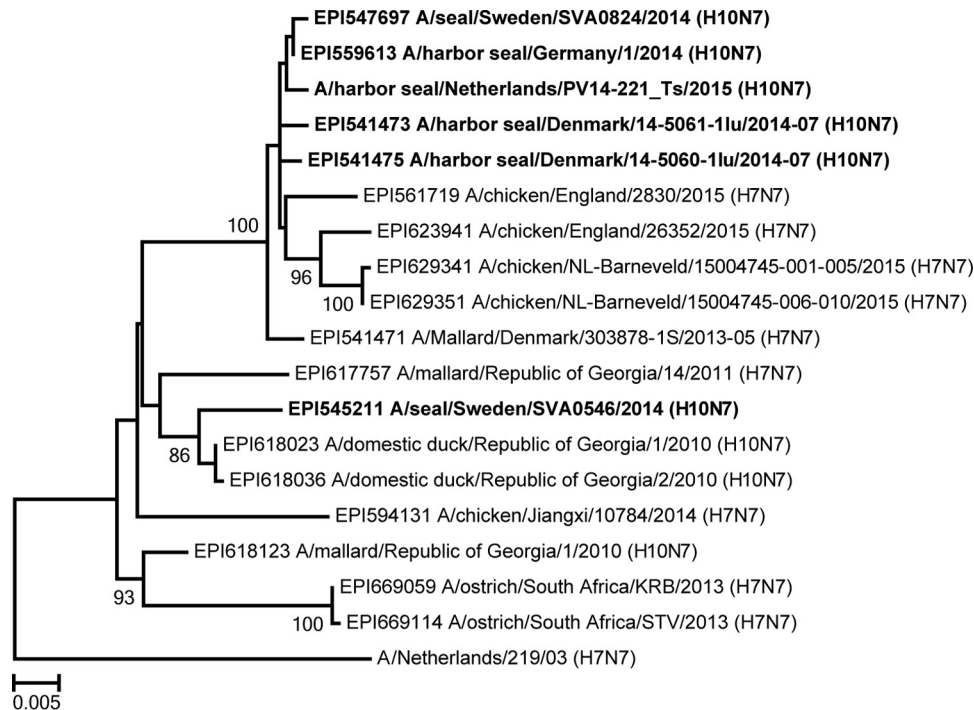 EPI547697 A/seal/Sweden/SVA0824/2014 (H10N7)
EPI559613 A/harbor seal/Germany/1/2014 (H10N7)
A/harbor seal/Netherlands/PV14-221_Ts/2015 (H10N7)
EPI541473 A/harbor seal/Denmark/14-5061-1lu/2014-07 (H10N7)
EPI541475 A/harbor seal/Denmark/14-5060-1lu/2014-07 (H10N7)
EPI561719 A/chicken/England/2830/2015 (H7N7)
100
EPI623941 A/chicken/England/26352/2015 (H7N7)
EPI629341 A/chicken/NL-Barneveld/15004745-001-005/2015 (H7N7)
96
EPI629351 A/chicken/NL-Barneveld/15004745-006-010/2015 (H7N7)
100
EPI541471 A/Mallard/Denmark/303878-1S/2013-05 (H7N7)
EPI617757 A/mallard/Republic of Georgia/14/2011 (H7N7)
EPI545211 A/seal/Sweden/SVA0546/2014 (H10N7)
EPI618023 A/domestic duck/Republic of Georgia/1/2010 (H10N7)
86
EPI618036 A/domestic duck/Republic of Georgia/2/2010 (H10N7)
EPI594131 A/chicken/Jiangxi/10784/2014 (H7N7)
EPI618123 A/mallard/Republic of Georgia/1/2010 (H10N7)
EPI669059 A/ostrich/South Africa/KRB/2013 (H7N7)
93
EPI669114 A/ostrich/South Africa/STV/2013 (H7N7)
100
A/Netherlands/219/03 (H7N7)
0.005